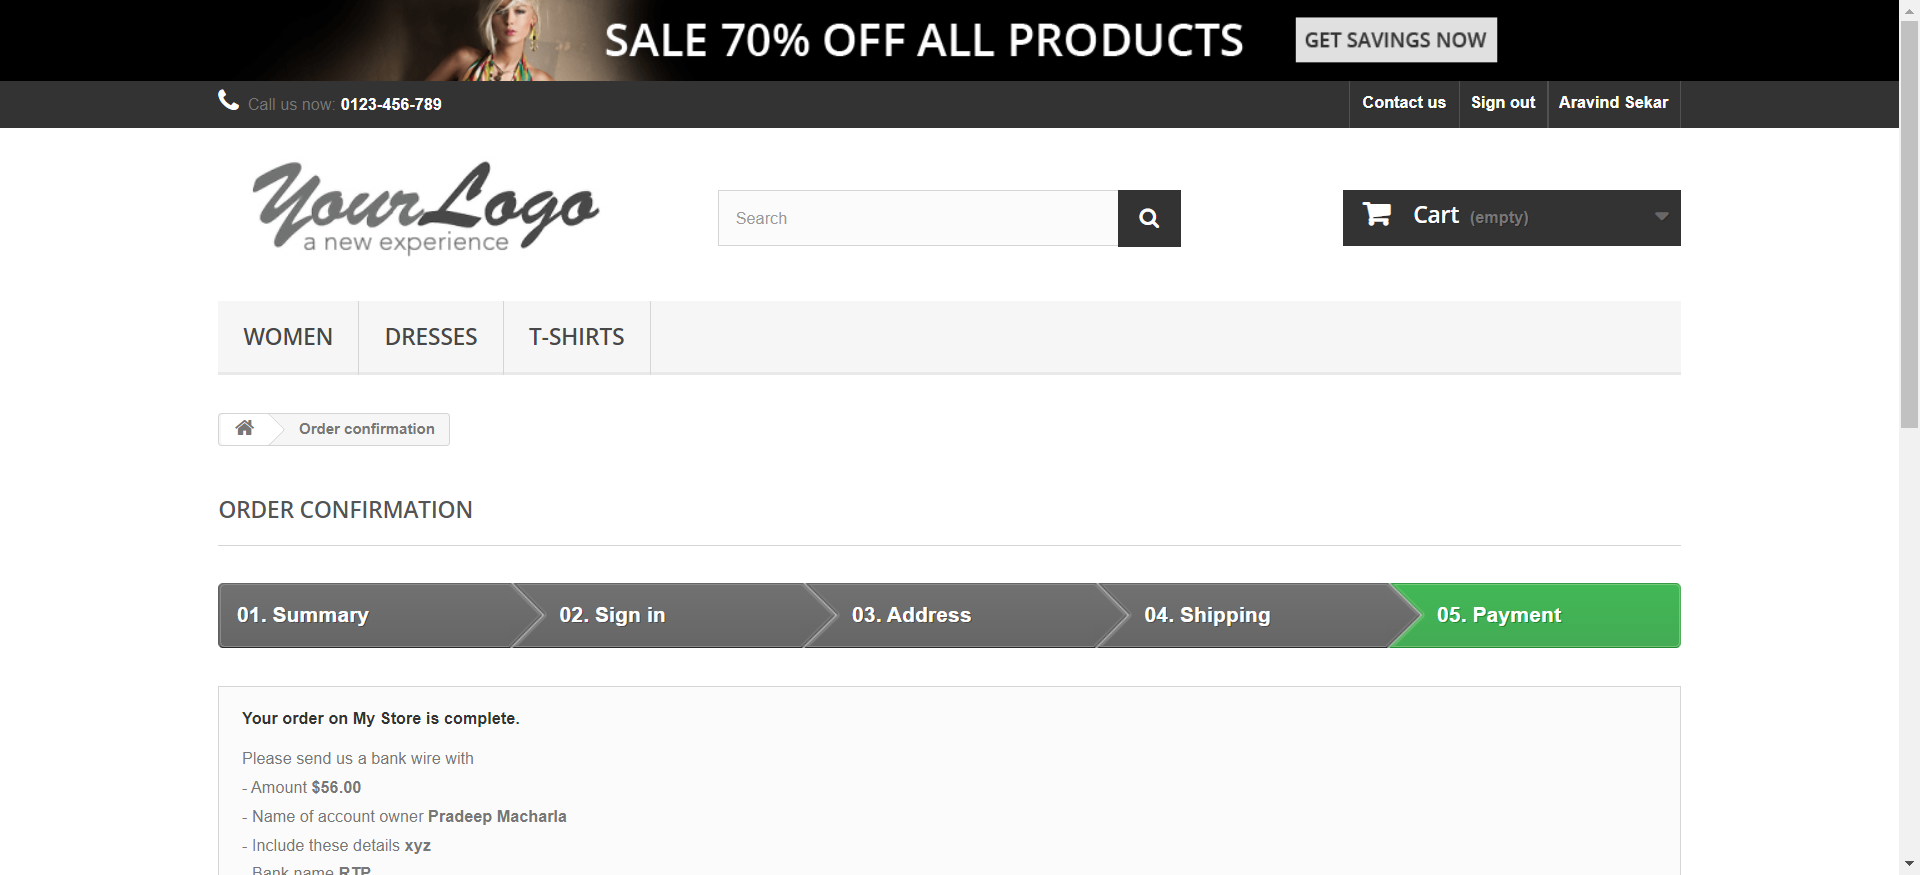 SALE 70% OFF ALL PRODUCTS GET SAVINGS NOW
Call us now: 0123-456-789 Contact us Sign out Aravind Sekar
YourLogo
a new experience
Search Cart (empty)
WOMEN DRESSES T-SHIRTS
Order confirmation
ORDER CONFIRMATION
01. Summary 02. Sign in 03. Address 04. Shipping 05. Payment
Your order on My Store is complete.
Please send us a bank wire with
- Amount $56.00
- Name of account owner Pradeep Macharla
- Include these details xyz
- Bank name RTP